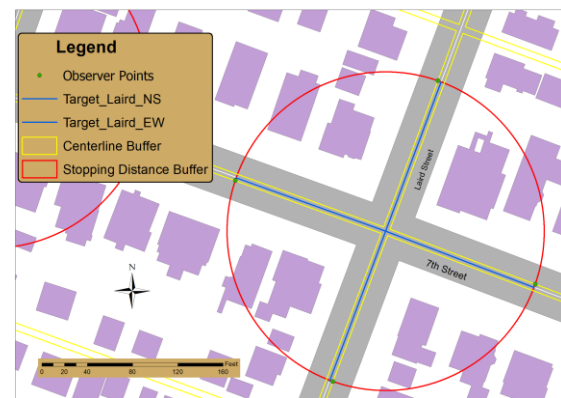 Legend
Observer Points
Target_Laird_NS
Target_Laird_EW
Centerline Buffer
Stopping Distance Buffer
Laird Street
7th Street
N
Feet
0 20 40 80 120 160